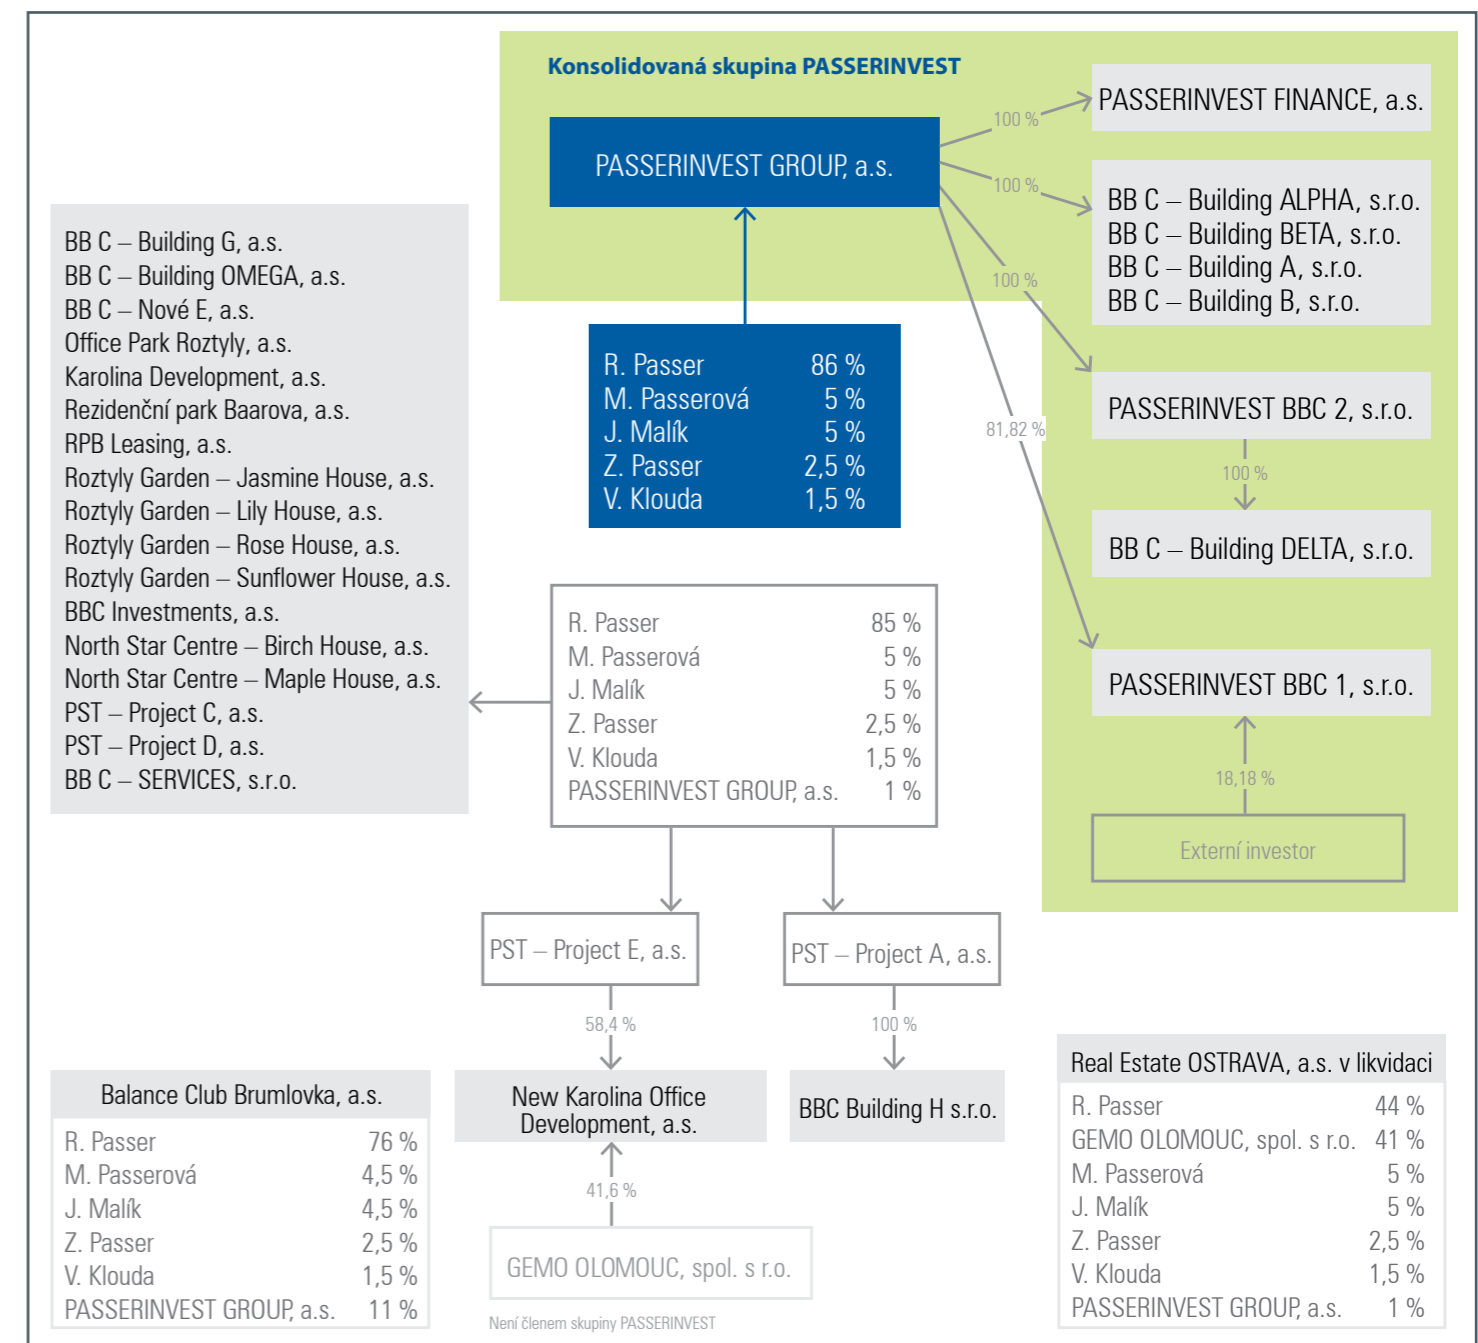 Konsolidovaná skupina PASSERINVEST
PASSERINVEST GROUP, a.s.
100 %
PASSERINVEST FINANCE, a.s.
100 %
BB C – Building ALPHA, s.r.o.
BB C – Building BETA, s.r.o.
BB C – Building A, s.r.o.
BB C – Building B, s.r.o.
100 %
PASSERINVEST BBC 2, s.r.o.
100 %
BB C – Building DELTA, s.r.o.
81,82 %
PASSERINVEST BBC 1, s.r.o.
18,18 %
Externí investor
R. Passer 86 %
M. Passerová 5 %
J. Malík 5 %
Z. Passer 2,5 %
V. Klouda 1,5 %
BB C – Building G, a.s.
BB C – Building OMEGA, a.s.
BB C – Nové E, a.s.
Office Park Roztyly, a.s.
Karolina Development, a.s.
Rezidenční park Baarova, a.s.
RPB Leasing, a.s.
Roztyly Garden – Jasmine House, a.s.
Roztyly Garden – Lily House, a.s.
Roztyly Garden – Rose House, a.s.
Roztyly Garden – Sunflower House, a.s.
BBC Investments, a.s.
North Star Centre – Birch House, a.s.
North Star Centre – Maple House, a.s.
PST – Project C, a.s.
PST – Project D, a.s.
BB C – SERVICES, s.r.o.
R. Passer 85 %
M. Passerová 5 %
J. Malík 5 %
Z. Passer 2,5 %
V. Klouda 1,5 %
PASSERINVEST GROUP, a.s. 1 %
PST – Project E, a.s.
PST – Project A, a.s.
58,4 %
100 %
New Karolina Office
Development, a.s.
BBC Building H s.r.o.
41,6 %
GEMO OLOMOUC, spol. s r.o.
Není členem skupiny PASSERINVEST
Balance Club Brumlovka, a.s.
R. Passer 76 %
M. Passerová 4,5 %
J. Malík 4,5 %
Z. Passer 2,5 %
V. Klouda 1,5 %
PASSERINVEST GROUP, a.s. 11 %
Real Estate OSTRAVA, a.s. v likvidaci
R. Passer 44 %
GEMO OLOMOUC, spol. s r.o. 41 %
M. Passerová 5 %
J. Malík 5 %
Z. Passer 2,5 %
V. Klouda 1,5 %
PASSERINVEST GROUP, a.s. 1 %